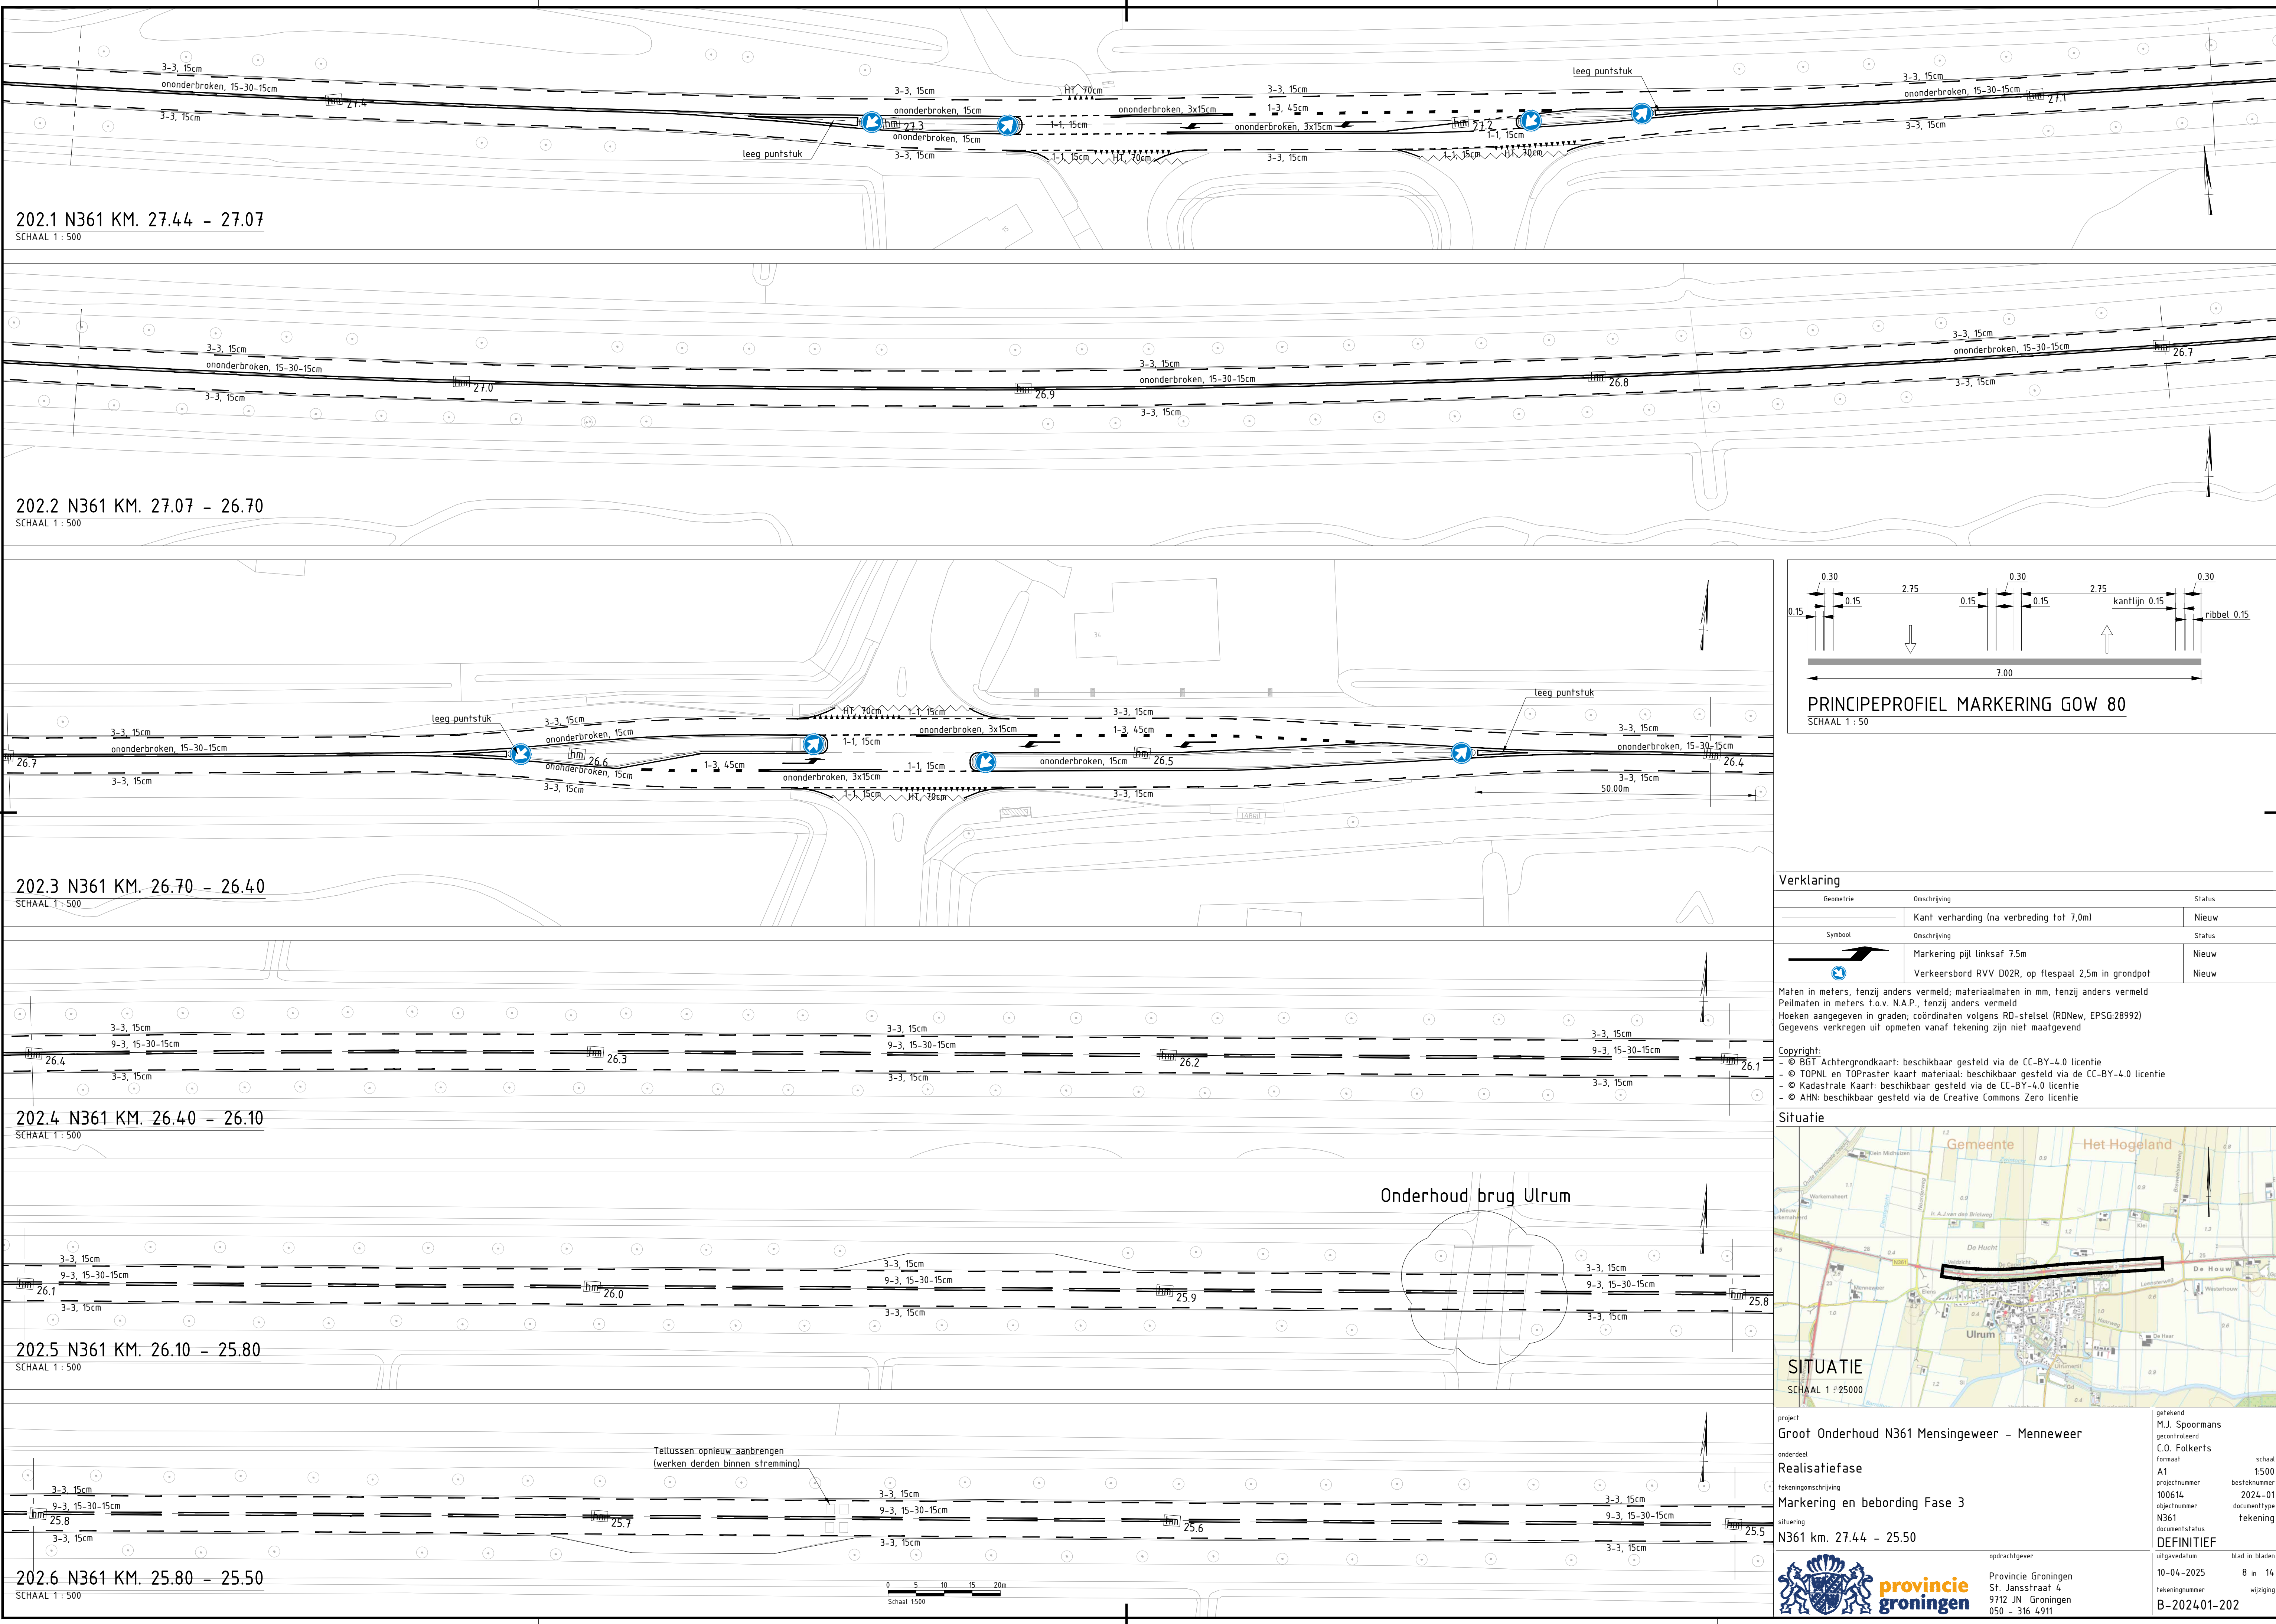 3-3, 15cm
ononderbroken, 15-30-15cm
hm 27.4
3-3, 15cm
3-3, 15cm
ononderbroken, 15cm
hm 27.3
ononderbroken, 15cm
3-3, 15cm
leeg puntstuk
HT, 70cm
ononderbroken, 3x15cm
1-1, 15cm
1-1, 15cm
HT, 70cm
3-3, 15cm
1-3, 45cm
ononderbroken, 3x15cm
3-3, 15cm
hm 27.2
1-1, 15cm
1-1, 15cm
HT, 70cm
leeg puntstuk
3-3, 15cm
ononderbroken, 15-30-15cm
hm 27.1
3-3, 15cm
202.1 N361 KM. 27.44 - 27.07
SCHAAL 1 : 500
3-3, 15cm
ononderbroken, 15-30-15cm
3-3, 15cm
hm 27.0
hm 26.9
3-3, 15cm
ononderbroken, 15-30-15cm
3-3, 15cm
hm 26.8
3-3, 15cm
ononderbroken, 15-30-15cm
3-3, 15cm
hm 26.7
202.2 N361 KM. 27.07 - 26.70
SCHAAL 1 : 500
34
hm 26.7
3-3, 15cm
ononderbroken, 15-30-15cm
3-3, 15cm
leeg puntstuk
3-3, 15cm
ononderbroken, 15cm
hm 26.6
ononderbroken, 15cm
3-3, 15cm
1-3, 45cm
HT, 70cm
1-1, 15cm
1-1, 15cm
ononderbroken, 3x15cm
ononderbroken, 3x15cm
1-1, 15cm
1-1, 15cm
HT, 70cm
3-3, 15cm
1-3, 45cm
hm 26.5
ononderbroken, 15cm
3-3, 15cm
leeg puntstuk
3-3, 15cm
ononderbroken, 15-30-15cm
hm 26.4
3-3, 15cm
50.00m
202.3 N361 KM. 26.70 - 26.40
SCHAAL 1 : 500
3-3, 15cm
9-3, 15-30-15cm
3-3, 15cm
hm 26.4
hm 26.3
3-3, 15cm
9-3, 15-30-15cm
3-3, 15cm
hm 26.2
3-3, 15cm
9-3, 15-30-15cm
3-3, 15cm
hm 26.1
202.4 N361 KM. 26.40 - 26.10
SCHAAL 1 : 500
Onderhoud brug Ulrum
3-3, 15cm
9-3, 15-30-15cm
3-3, 15cm
hm 26.1
hm 26.0
3-3, 15cm
9-3, 15-30-15cm
3-3, 15cm
hm 25.9
3-3, 15cm
9-3, 15-30-15cm
3-3, 15cm
hm 25.8
202.5 N361 KM. 26.10 - 25.80
SCHAAL 1 : 500
Tellussen opnieuw aanbrengen
(werken derden binnen stremming)
3-3, 15cm
9-3, 15-30-15cm
3-3, 15cm
hm 25.8
hm 25.7
3-3, 15cm
9-3, 15-30-15cm
3-3, 15cm
hm 25.6
3-3, 15cm
9-3, 15-30-15cm
3-3, 15cm
hm 25.5
202.6 N361 KM. 25.80 - 25.50
SCHAAL 1 : 500
0 5 10 15 20m
Schaal 1:500
0.30 0.30 0.30
2.75 2.75
0.15 0.15 0.15 0.15 kantlijn 0.15
ribbel 0.15
7.00
PRINCIPEPROFIEL MARKERING GOW 80
SCHAAL 1 : 50
Verklaring
Geometrie Omschrijving Status
Kant verharding (na verbreding tot 7,0m) Nieuw
Symbool Omschrijving Status
Markering pijl linksaf 7.5m Nieuw
Verkeersbord RVV D02R, op flespaal 2,5m in grondpot Nieuw
Maten in meters, tenzij anders vermeld; materiaalmaten in mm, tenzij anders vermeld
Peilmaten in meters t.o.v. N.A.P., tenzij anders vermeld
Hoeken aangegeven in graden; coördinaten volgens RD-stelsel (RDNew, EPSG:28992)
Gegevens verkregen uit opmeten vanaf tekening zijn niet maatgevend
Copyright:
- © BGT Achtergrondkaart: beschikbaar gesteld via de CC-BY-4.0 licentie
- © TOPNL en TOPraster kaart materiaal: beschikbaar gesteld via de CC-BY-4.0 licentie
- © Kadastrale Kaart: beschikbaar gesteld via de CC-BY-4.0 licentie
- © AHN: beschikbaar gesteld via de Creative Commons Zero licentie
Situatie
Gemeente Het Hogeland
Klein Midhuizen
De Hucht
N361
De Houw
Ulrum
De Haar
SITUATIE
SCHAAL 1 : 25000
project
Groot Onderhoud N361 Mensingeweer - Menneweer
onderdeel
Realisatiefase
tekeningomschrijving
Markering en bebording Fase 3
situering
N361 km. 27.44 - 25.50
getekend
M.J. Spoormans
gecontroleerd
C.O. Folkerts
formaat schaal
A1 1:500
projectnummer besteknummer
100614 2024-01
objectnummer documenttype
N361 tekening
documentstatus
DEFINITIEF
uitgavedatum blad in bladen
10-04-2025 8 in 14
tekeningnummer wijziging
B-202401-202
provincie
groningen
opdrachtgever
Provincie Groningen
St. Jansstraat 4
9712 JN Groningen
050 - 316 4911